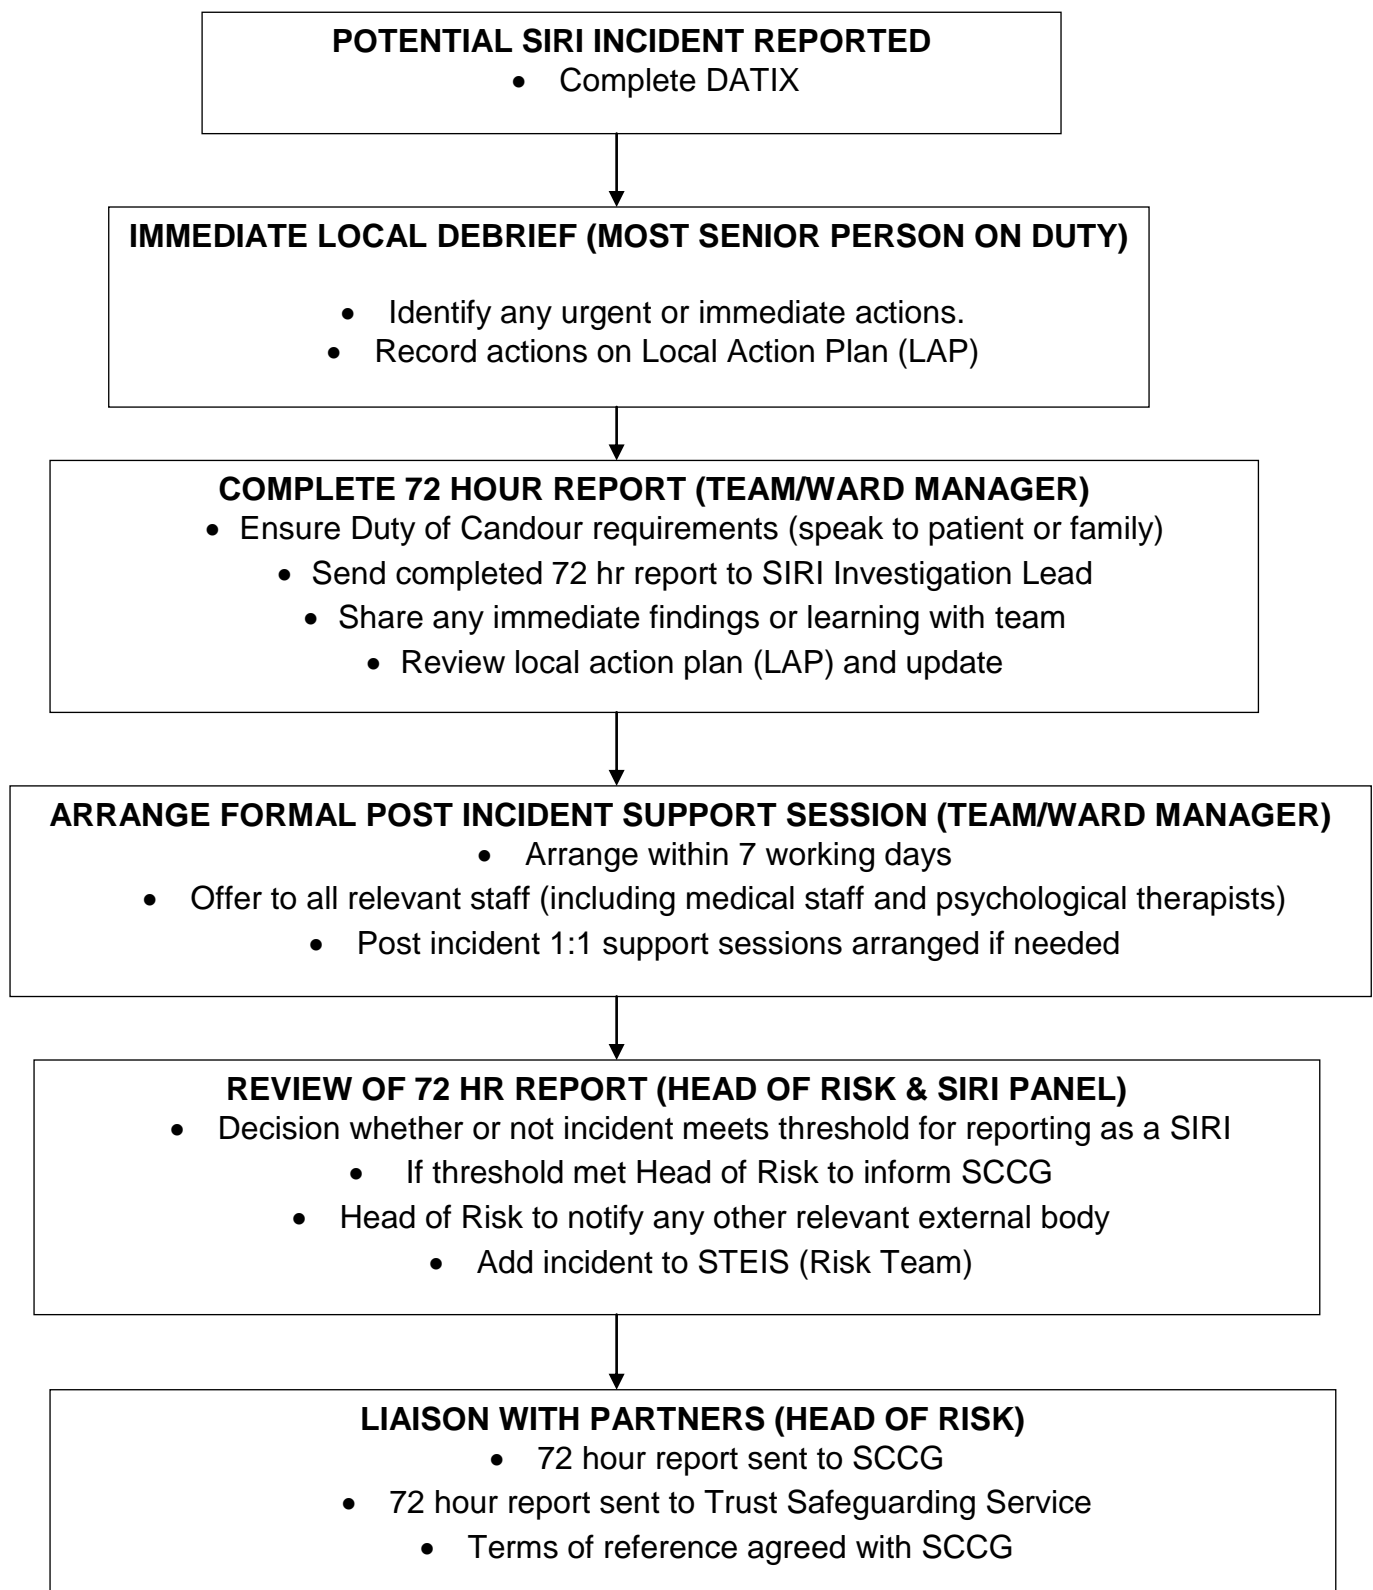 POTENTIAL SIRI INCIDENT REPORTED
• Complete DATIX
IMMEDIATE LOCAL DEBRIEF (MOST SENIOR PERSON ON DUTY)
• Identify any urgent or immediate actions.
• Record actions on Local Action Plan (LAP)
COMPLETE 72 HOUR REPORT (TEAM/WARD MANAGER)
• Ensure Duty of Candour requirements (speak to patient or family)
• Send completed 72 hr report to SIRI Investigation Lead
• Share any immediate findings or learning with team
• Review local action plan (LAP) and update
ARRANGE FORMAL POST INCIDENT SUPPORT SESSION (TEAM/WARD MANAGER)
• Arrange within 7 working days
• Offer to all relevant staff (including medical staff and psychological therapists)
• Post incident 1:1 support sessions arranged if needed
REVIEW OF 72 HR REPORT (HEAD OF RISK & SIRI PANEL)
• Decision whether or not incident meets threshold for reporting as a SIRI
• If threshold met Head of Risk to inform SCCG
• Head of Risk to notify any other relevant external body
• Add incident to STEIS (Risk Team)
LIAISON WITH PARTNERS (HEAD OF RISK)
• 72 hour report sent to SCCG
• 72 hour report sent to Trust Safeguarding Service
• Terms of reference agreed with SCCG